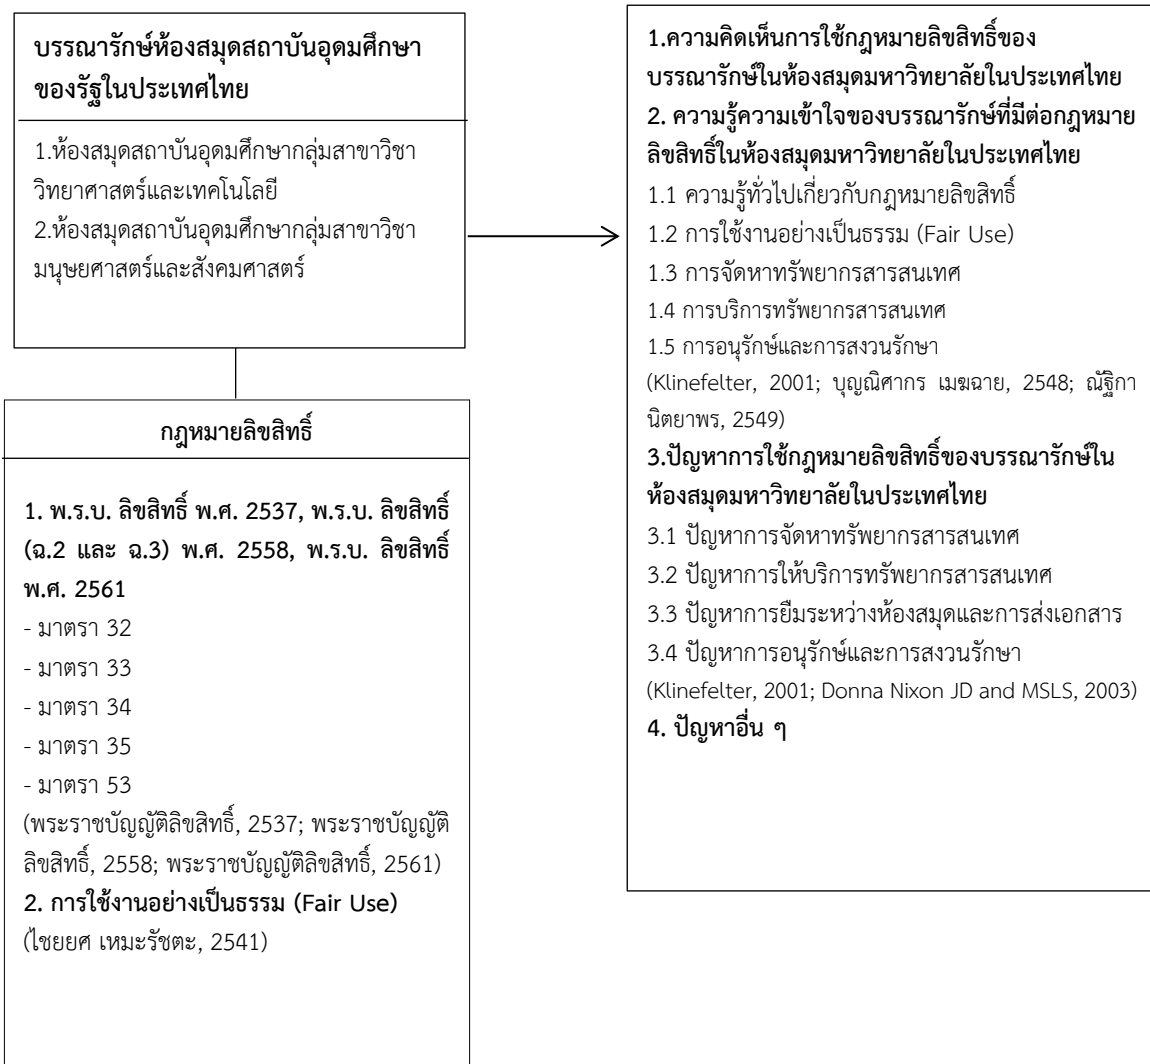 บรรณารักษ์ห้องสมุดสถาบันอุดมศึกษา
ของรัฐในประเทศไทย
1.ห้องสมุดสถาบันอุดมศึกษากลุ่มสาขาวิชา
วิทยาศาสตร์และเทคโนโลยี
2.ห้องสมุดสถาบันอุดมศึกษากลุ่มสาขาวิชา
มนุษยศาสตร์และสังคมศาสตร์
กฎหมายลิขสิทธิ์
1. พ.ร.บ. ลิขสิทธิ์ พ.ศ. 2537, พ.ร.บ. ลิขสิทธิ์
(ฉ.2 และ ฉ.3) พ.ศ. 2558, พ.ร.บ. ลิขสิทธิ์
พ.ศ. 2561
- มาตรา 32
- มาตรา 33
- มาตรา 34
- มาตรา 35
- มาตรา 53
(พระราชบัญญัติลิขสิทธิ์, 2537; พระราชบัญญัติ
ลิขสิทธิ์, 2558; พระราชบัญญัติลิขสิทธิ์, 2561)
2. การใช้งานอย่างเป็นธรรม (Fair Use)
(ไชยยศ เหมะรัชตะ, 2541)
1.ความคิดเห็นการใช้กฎหมายลิขสิทธิ์ของ
บรรณารักษ์ในห้องสมุดมหาวิทยาลัยในประเทศไทย
2. ความรู้ความเข้าใจของบรรณารักษ์ที่มีต่อกฎหมาย
ลิขสิทธิ์ในห้องสมุดมหาวิทยาลัยในประเทศไทย
1.1 ความรู้ทั่วไปเกี่ยวกับกฎหมายลิขสิทธิ์
1.2 การใช้งานอย่างเป็นธรรม (Fair Use)
1.3 การจัดหาทรัพยากรสารสนเทศ
1.4 การบริการทรัพยากรสารสนเทศ
1.5 การอนุรักษ์และการสงวนรักษา
(Klinefelter, 2001; บุญณิศากร เมฆฉาย, 2548; ณัฐิกา
นิตยาพร, 2549)
3.ปัญหาการใช้กฎหมายลิขสิทธิ์ของบรรณารักษ์ใน
ห้องสมุดมหาวิทยาลัยในประเทศไทย
3.1 ปัญหาการจัดหาทรัพยากรสารสนเทศ
3.2 ปัญหาการให้บริการทรัพยากรสารสนเทศ
3.3 ปัญหาการยืมระหว่างห้องสมุดและการส่งเอกสาร
3.4 ปัญหาการอนุรักษ์และการสงวนรักษา
(Klinefelter, 2001; Donna Nixon JD and MSLS, 2003)
4. ปัญหาอื่น ๆ